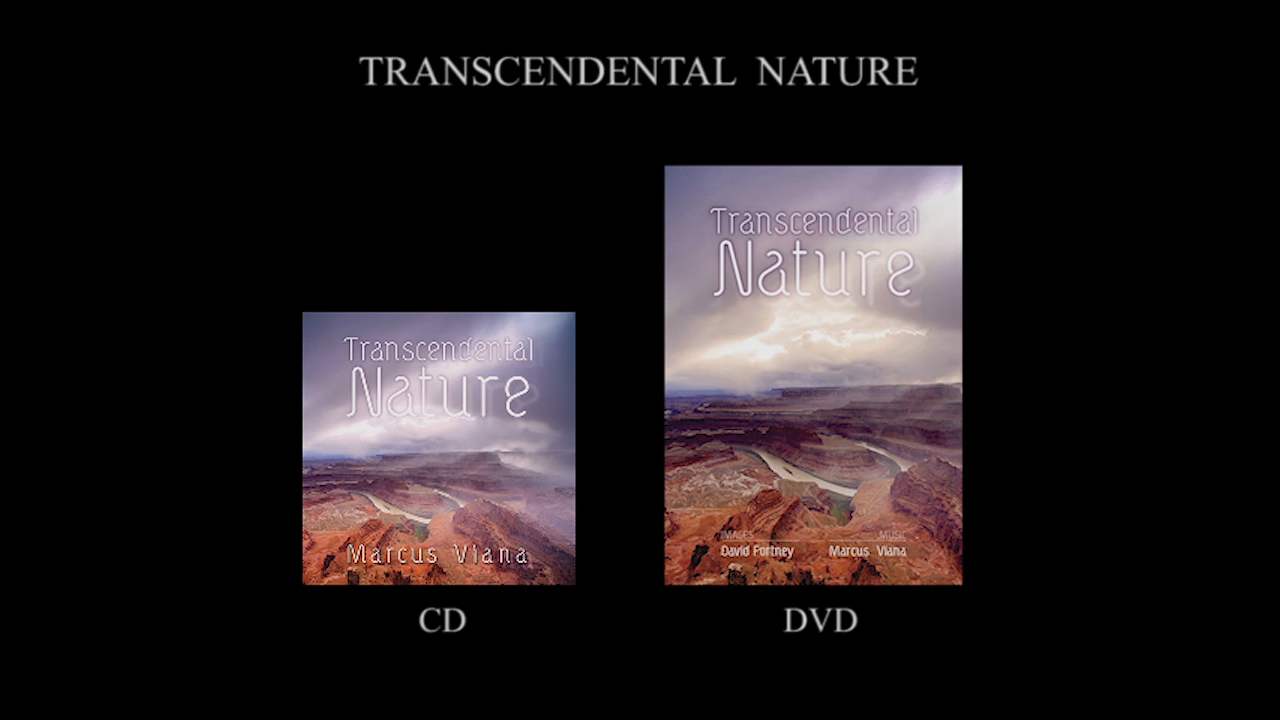 TRANSCENDENTAL NATURE
Transcendental
Nature
Marcus Viana
CD
Transcendental
Nature
IMAGES MUSIC
David Fortney Marcus Viana
DVD